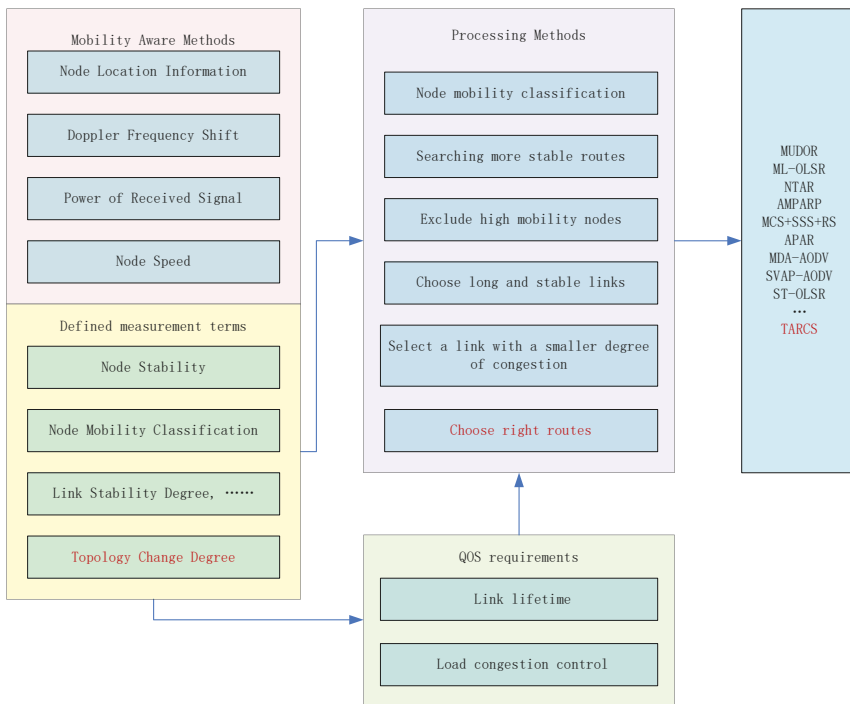 Mobility Aware Methods
Node Location Information
Doppler Frequency Shift
Power of Received Signal
Node Speed
Defined measurement terms
Node Stability
Node Mobility Classification
Link Stability Degree, ……
Topology Change Degree
Processing Methods
Node mobility classification
Searching more stable routes
Exclude high mobility nodes
Choose long and stable links
Select a link with a smaller degree
of congestion
Choose right routes
QOS requirements
Link lifetime
Load congestion control
MUDOR
ML-OLSR
NTAR
AMPARP
MCS+SSS+RS
APAR
MDA-AODV
SVAP-AODV
ST-OLSR
…
TARCS